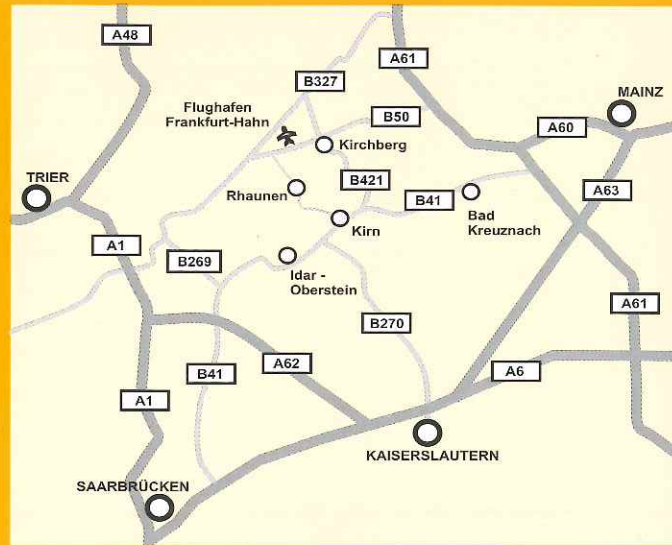 A48
A61
B327
MAINZ
Flughafen
Frankfurt-Hahn
B50
A60
Kirchberg
TRIER
Rhaunen
B421
B41
A63
Bad
Kreuznach
Kirn
A1
B269
Idar -
Oberstein
A61
B270
B41
A62
A6
A1
KAISERSLAUTERN
SAARBRÜCKEN